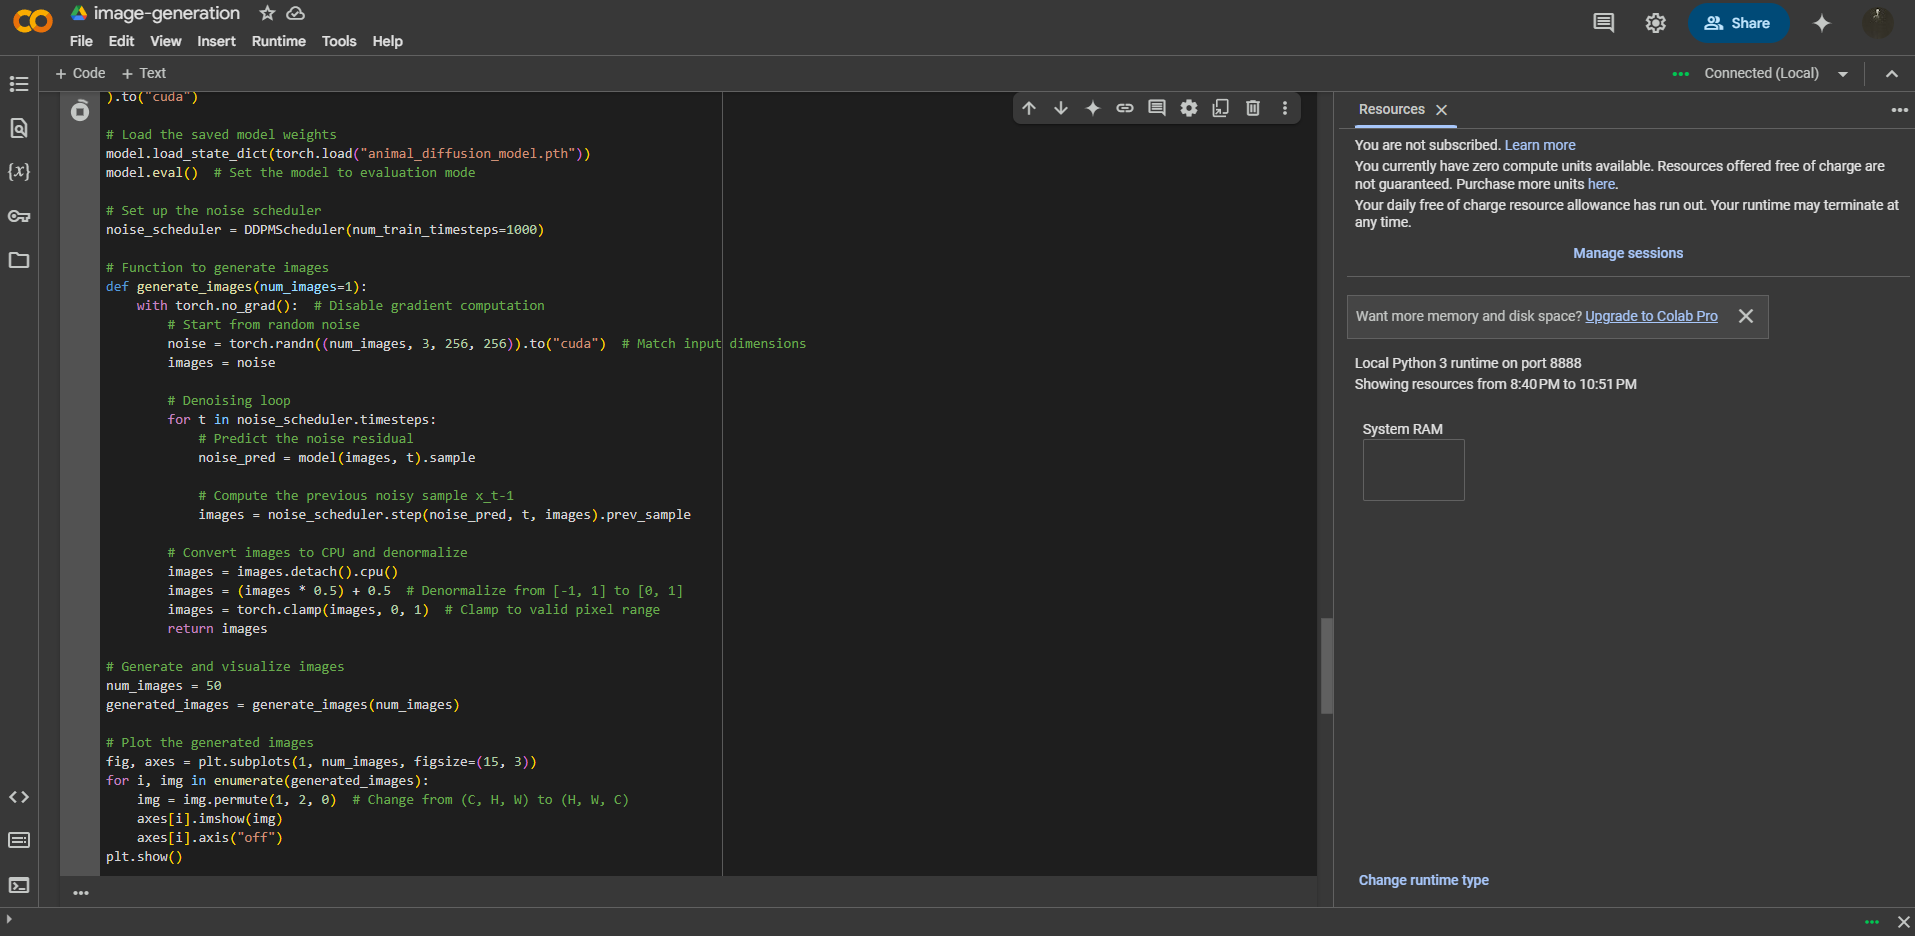 image-generation
File Edit View Insert Runtime Tools Help
Share
+ Code + Text
Connected (Local)
).to("cuda")
# Load the saved model weights
model.load_state_dict(torch.load("animal_diffusion_model.pth"))
model.eval()  # Set the model to evaluation mode
# Set up the noise scheduler
noise_scheduler = DDPMScheduler(num_train_timesteps=1000)
# Function to generate images
def generate_images(num_images=1):
    with torch.no_grad():  # Disable gradient computation
        # Start from random noise
        noise = torch.randn((num_images, 3, 256, 256)).to("cuda")  # Match input dimensions
        images = noise
        # Denoising loop
        for t in noise_scheduler.timesteps:
            # Predict the noise residual
            noise_pred = model(images, t).sample
            # Compute the previous noisy sample x_t-1
            images = noise_scheduler.step(noise_pred, t, images).prev_sample
        # Convert images to CPU and denormalize
        images = images.detach().cpu()
        images = (images * 0.5) + 0.5  # Denormalize from [-1, 1] to [0, 1]
        images = torch.clamp(images, 0, 1)  # Clamp to valid pixel range
        return images
# Generate and visualize images
num_images = 50
generated_images = generate_images(num_images)
# Plot the generated images
fig, axes = plt.subplots(1, num_images, figsize=(15, 3))
for i, img in enumerate(generated_images):
    img = img.permute(1, 2, 0)  # Change from (C, H, W) to (H, W, C)
    axes[i].imshow(img)
    axes[i].axis("off")
plt.show()
Resources
You are not subscribed. Learn more
You currently have zero compute units available. Resources offered free of charge are
not guaranteed. Purchase more units here.
Your daily free of charge resource allowance has run out. Your runtime may terminate at
any time.
Manage sessions
Want more memory and disk space? Upgrade to Colab Pro
Local Python 3 runtime on port 8888
Showing resources from 8:40 PM to 10:51 PM
System RAM
Change runtime type